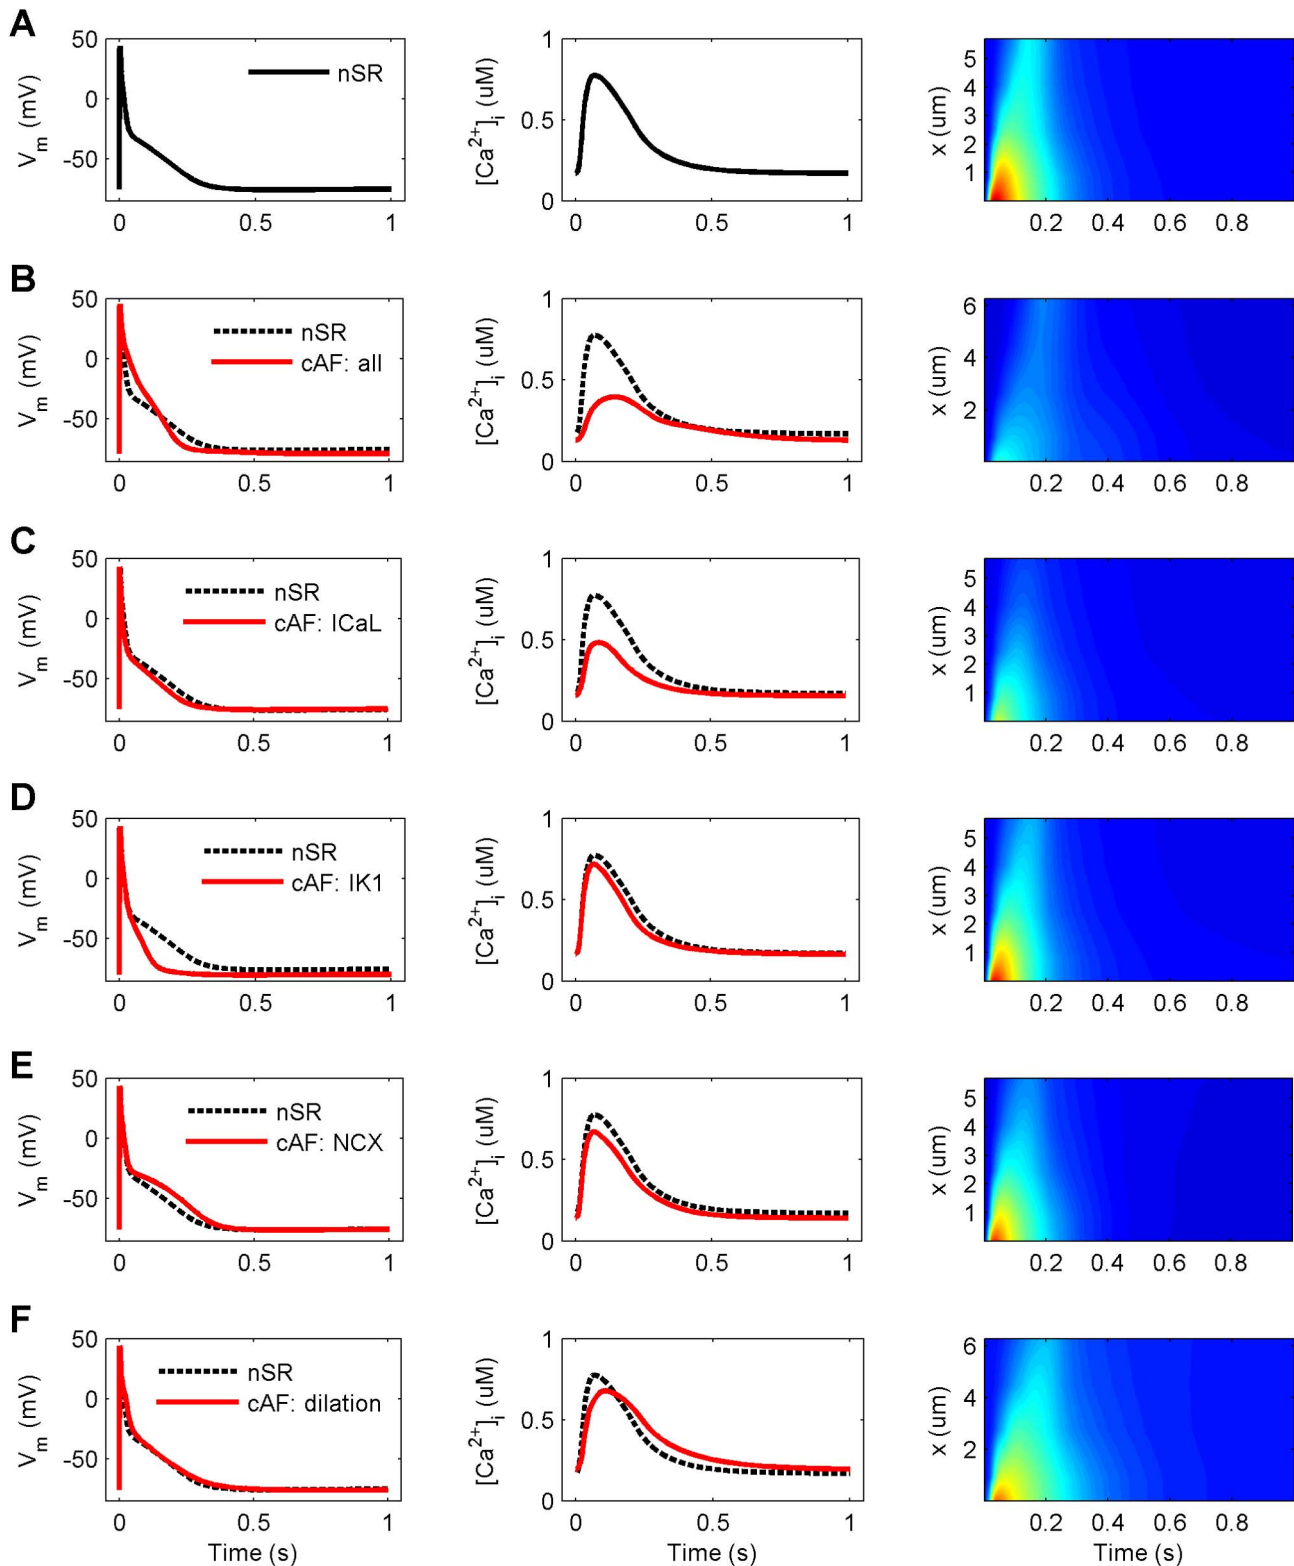 A
V_m (mV)
50
0
-50
nSR
0 0.5 1
[Ca²⁺]_i (uM)
1
0.5
0
0 0.5 1
x (um)
5
4
3
2
1
0.2 0.4 0.6 0.8
B
V_m (mV)
50
0
-50
nSR
cAF: all
0 0.5 1
[Ca²⁺]_i (uM)
1
0.5
0
0 0.5 1
x (um)
6
4
2
0.2 0.4 0.6 0.8
C
V_m (mV)
50
0
-50
nSR
cAF: ICaL
0 0.5 1
[Ca²⁺]_i (uM)
1
0.5
0
0 0.5 1
x (um)
5
4
3
2
1
0.2 0.4 0.6 0.8
D
V_m (mV)
50
0
-50
nSR
cAF: IK1
0 0.5 1
[Ca²⁺]_i (uM)
1
0.5
0
0 0.5 1
x (um)
5
4
3
2
1
0.2 0.4 0.6 0.8
E
V_m (mV)
50
0
-50
nSR
cAF: NCX
0 0.5 1
[Ca²⁺]_i (uM)
1
0.5
0
0 0.5 1
x (um)
5
4
3
2
1
0.2 0.4 0.6 0.8
F
V_m (mV)
50
0
-50
nSR
cAF: dilation
0 0.5 1
Time (s)
[Ca²⁺]_i (uM)
1
0.5
0
0 0.5 1
Time (s)
x (um)
6
4
2
0.2 0.4 0.6 0.8
Time (s)